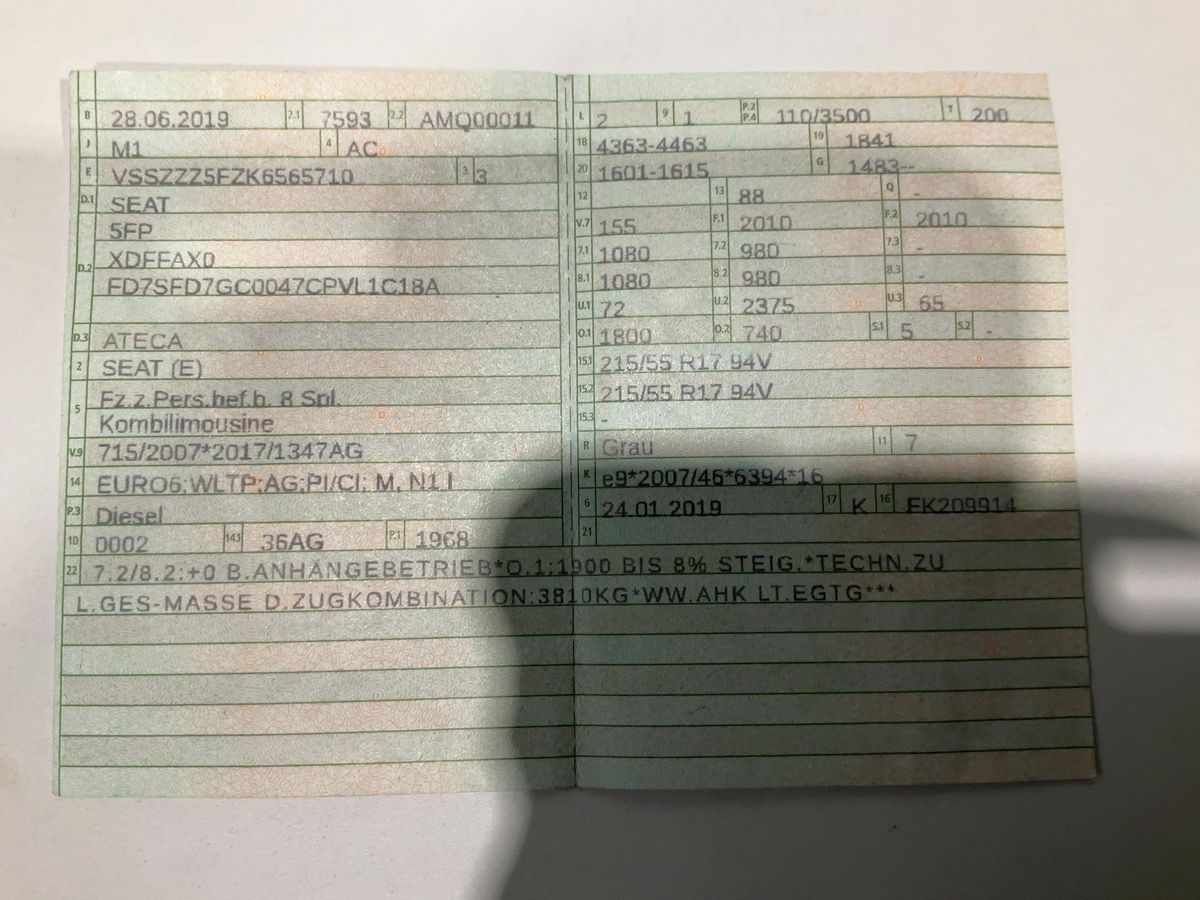 B 28.06.2019 2.1 7593 2.2 AMQ00011
J M1 4 AC
E VSSZZZ5FZK6565710 3 3
D.1 SEAT
D.2 5FP
XDFFAX0
FD7SFD7GC0047CPVL1C18A
D.3 ATECA
2 SEAT (E)
5 Fz.z.Pers.bef.b. 8 Spl.
Kombilimousine
V.9 715/2007*2017/1347AG
14 EURO6;WLTP;AG;PI/CI; M, N1 I
P.3 Diesel
10 0002 14.1 36AG P.1 1968
L 2 9 1 P.2 P.4 110/3500 T 200
18 4363-4463 19 1841
20 1601-1615 G 1483--
12 13 88 Q -
V.7 155 F.1 2010 F.2 2010
7.1 1080 7.2 980 7.3 -
8.1 1080 8.2 980 8.3 -
U.1 72 U.2 2375 U.3 65
O.1 1800 O.2 740 S.1 5 S.2 -
15.1 215/55 R17 94V
15.2 215/55 R17 94V
15.3 -
R Grau 11 7
K e9*2007/46*6394*16
6 24.01.2019 17 K 16 FK209914
21
22 7.2/8.2:+0 B.ANHÄNGEBETRIEB*O.1:1900 BIS 8% STEIG.*TECHN.ZU
L.GES-MASSE D.ZUGKOMBINATION:3810KG*WW.AHK LT.EGTG***